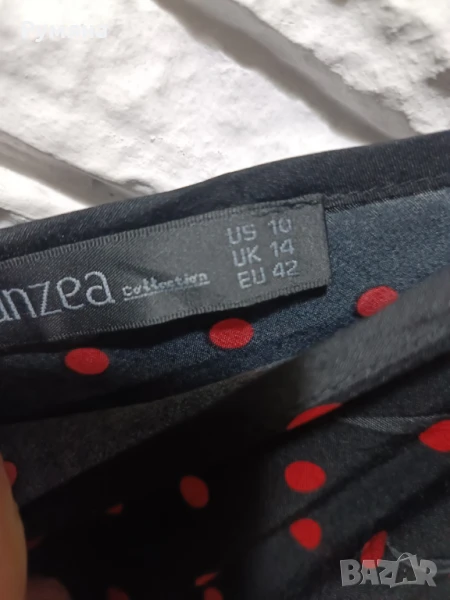 US 10
UK 14
EU 42
anzea Collection
BAZAR